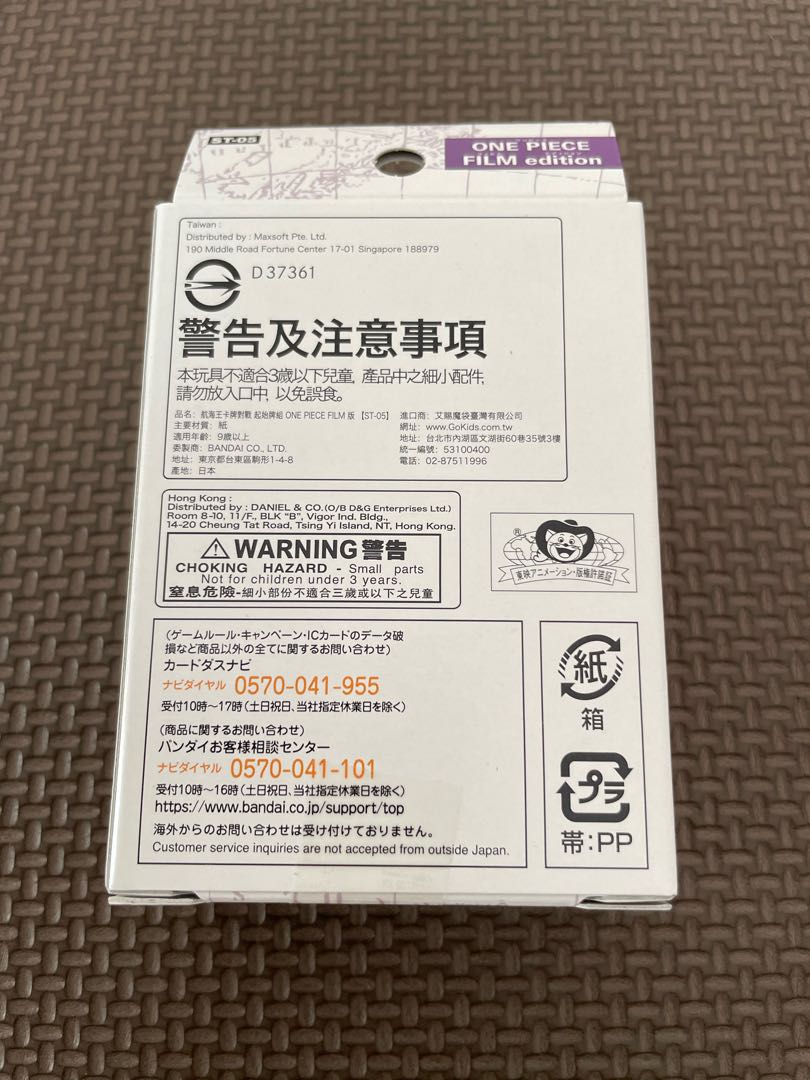 ST-05
ONE PIECE
FILM edition
Taiwan :
Distributed by : Maxsoft Pte. Ltd.
190 Middle Road Fortune Center 17-01 Singapore 188979
D37361
警告及注意事項
本玩具不適合3歲以下兒童, 產品中之細小配件,
請勿放入口中, 以免誤食。
品名: 航海王卡牌對戰 起始牌組 ONE PIECE FILM 版 【ST-05】
主要材質: 紙
適用年齡: 9歲以上
委製商: BANDAI CO., LTD.
地址: 東京都台東區駒形1-4-8
產地: 日本
進口商: 艾賜魔袋臺灣有限公司
網址: www.GoKids.com.tw
地址: 台北市內湖區文湖街60巷35號3樓
統一編號: 53100400
電話: 02-87511996
Hong Kong :
Distributed by : DANIEL & CO.(O/B D&G Enterprises Ltd.)
Room 8-10, 11/F., BLK “B”, Vigor Ind. Bldg.,
14-20 Cheung Tat Road, Tsing Yi Island, NT, Hong Kong.
⚠WARNING 警告
CHOKING HAZARD - Small parts
Not for children under 3 years.
窒息危險-細小部份不適合三歲或以下之兒童
®
東映アニメーション・版権許諾証
(ゲームルール・キャンペーン・ICカードのデータ破
損など商品以外の全てに関するお問い合わせ)
カードダスナビ
ナビダイヤル 0570-041-955
受付10時〜17時(土日祝日、当社指定休業日を除く)
(商品に関するお問い合わせ)
バンダイお客様相談センター
ナビダイヤル 0570-041-101
受付10時〜16時(土日祝日、当社指定休業日を除く)
https://www.bandai.co.jp/support/top
海外からのお問い合わせは受け付けておりません。
Customer service inquiries are not accepted from outside Japan.
紙
箱
プラ
帯:PP